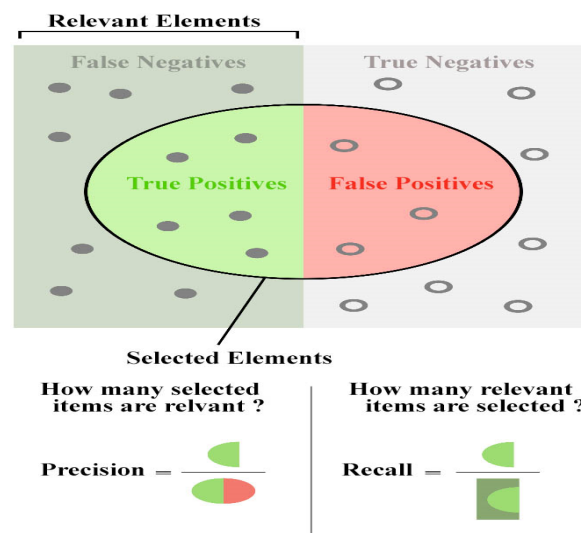 Relevant Elements
False Negatives
True Negatives
True Positives
False Positives
Selected Elements
How many selected
items are relvant ?
Precision =
How many relevant
items are selected ?
Recall =